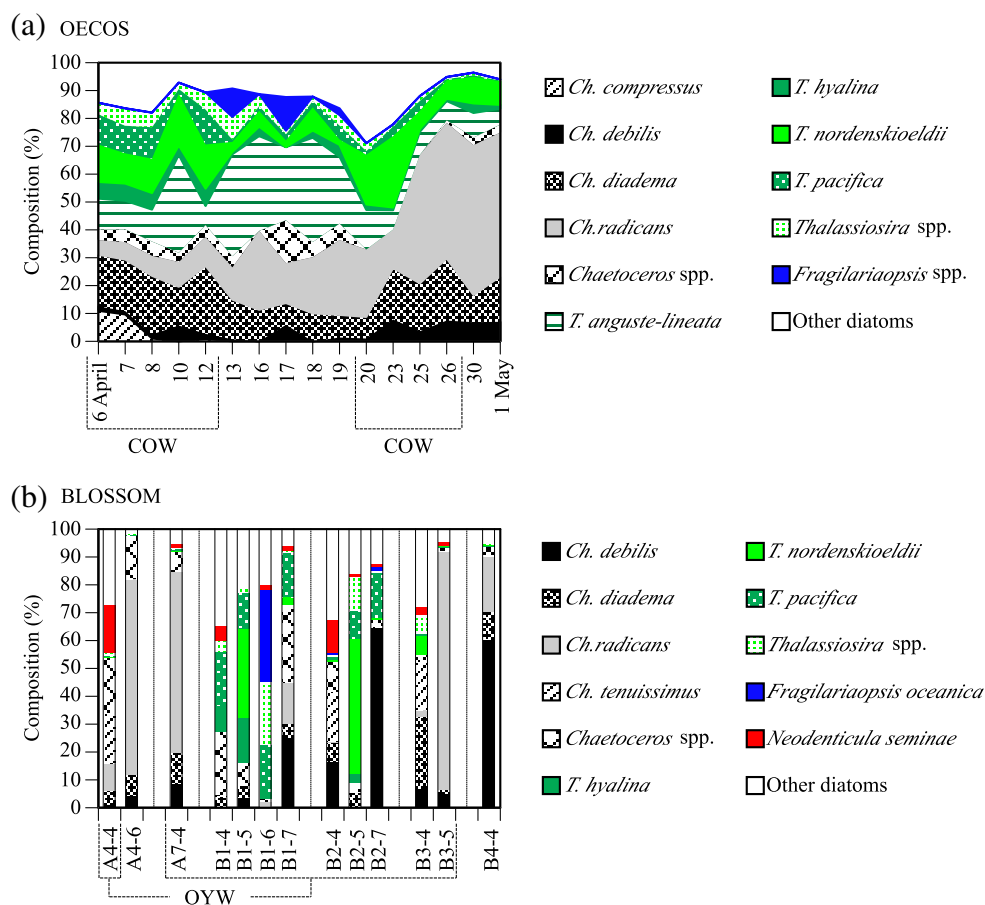 (a) OECOS
Composition (%)
100
90
80
70
60
50
40
30
20
10
0
6 April
7
8
10
12
13
16
17
18
19
20
23
25
26
30
1 May
COW
COW
Ch. compressus
Ch. debilis
Ch. diadema
Ch.radicans
Chaetoceros spp.
T. anguste-lineata
T. hyalina
T. nordenskioeldii
T. pacifica
Thalassiosira spp.
Fragilariaopsis spp.
Other diatoms
(b) BLOSSOM
Composition (%)
100
90
80
70
60
50
40
30
20
10
0
A4-4
A4-6
A7-4
B1-4
B1-5
B1-6
B1-7
B2-4
B2-5
B2-7
B3-4
B3-5
B4-4
OYW
Ch. debilis
Ch. diadema
Ch.radicans
Ch. tenuissimus
Chaetoceros spp.
T. hyalina
T. nordenskioeldii
T. pacifica
Thalassiosira spp.
Fragilariaopsis oceanica
Neodenticula seminae
Other diatoms